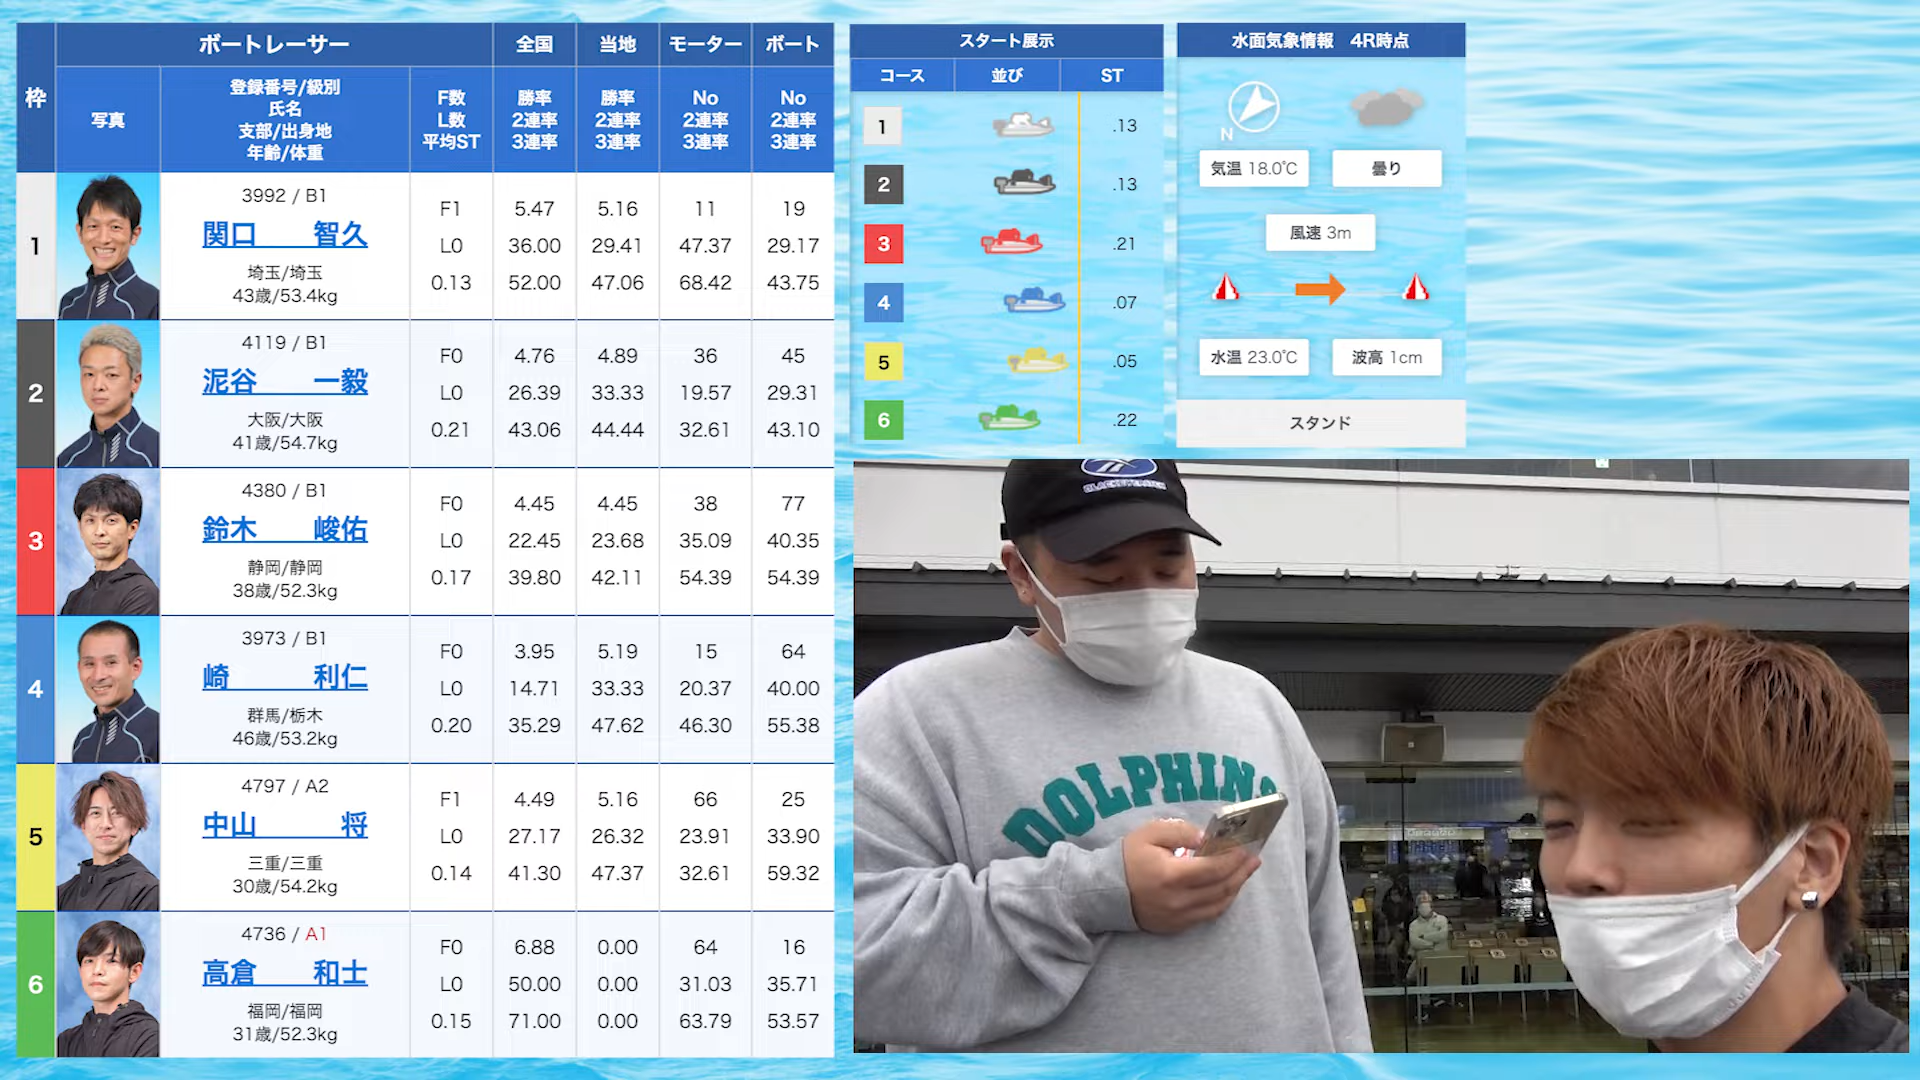 枠
ボートレーサー
全国
当地
モーター
ボート
写真
登録番号/級別
氏名
支部/出身地
年齢/体重
F数
L数
平均ST
勝率
2連率
3連率
勝率
2連率
3連率
No
2連率
3連率
No
2連率
3連率
1
3992 / B1
関口 智久
埼玉/埼玉
43歳/53.4kg
F1 5.47 5.16 11 19
L0 36.00 29.41 47.37 29.17
0.13 52.00 47.06 68.42 43.75
2
4119 / B1
泥谷 一毅
大阪/大阪
41歳/54.7kg
F0 4.76 4.89 36 45
L0 26.39 33.33 19.57 29.31
0.21 43.06 44.44 32.61 43.10
3
4380 / B1
鈴木 峻佑
静岡/静岡
38歳/52.3kg
F0 4.45 4.45 38 77
L0 22.45 23.68 35.09 40.35
0.17 39.80 42.11 54.39 54.39
4
3973 / B1
崎 利仁
群馬/栃木
46歳/53.2kg
F0 3.95 5.19 15 64
L0 14.71 33.33 20.37 40.00
0.20 35.29 47.62 46.30 55.38
5
4797 / A2
中山 将
三重/三重
30歳/54.2kg
F1 4.49 5.16 66 25
L0 27.17 26.32 23.91 33.90
0.14 41.30 47.37 32.61 59.32
6
4736 / A1
高倉 和士
福岡/福岡
31歳/52.3kg
F0 6.88 0.00 64 16
L0 50.00 0.00 31.03 35.71
0.15 71.00 0.00 63.79 53.57
スタート展示
コース 並び ST
1 .13
2 .13
3 .21
4 .07
5 .05
6 .22
水面気象情報 4R時点
N
気温 18.0℃ 曇り
風速 3m
水温 23.0℃ 波高 1cm
スタンド
DOLPHINS